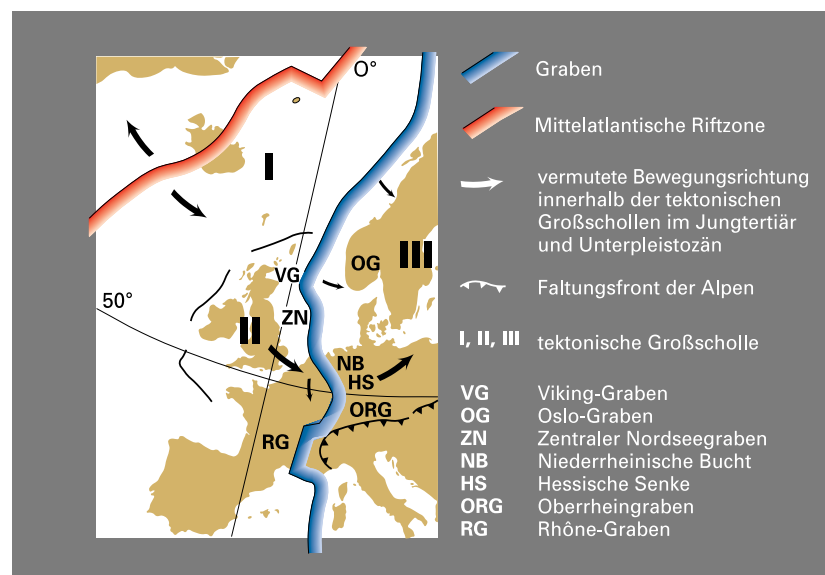 0°
I
III
OG
VG
50°
ZN
II
NB
HS
ORG
RG
Graben
Mittelatlantische Riftzone
vermutete Bewegungsrichtung
innerhalb der tektonischen
Großschollen im Jungtertiär
und Unterpleistozän
Faltungsfront der Alpen
I, II, III tektonische Großscholle
VG Viking-Graben
OG Oslo-Graben
ZN Zentraler Nordseegraben
NB Niederrheinische Bucht
HS Hessische Senke
ORG Oberrheingraben
RG Rhône-Graben